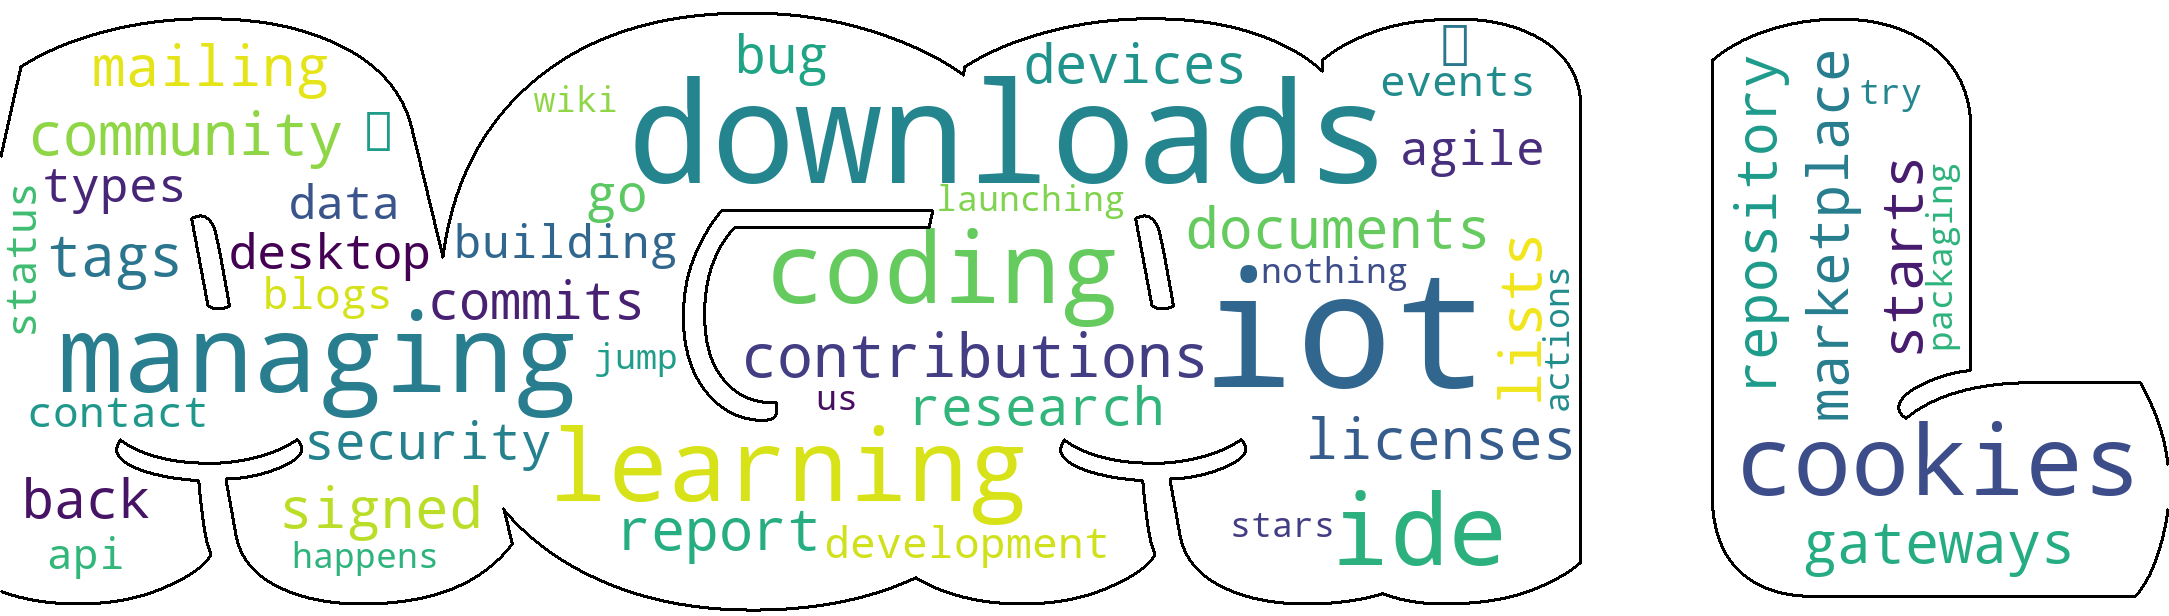 mailing
bug
devices
events
wiki
downloads
try
community
agile
types
data
go
launching
status
tags
desktop
building
documents
repository
marketplace
starts
packaging
coding
nothing
lists
actions
blogs
commits
iot
managing
jump
contributions
contact
us
research
security
learning
licenses
cookies
back
signed
report
development
stars
ide
gateways
api
happens